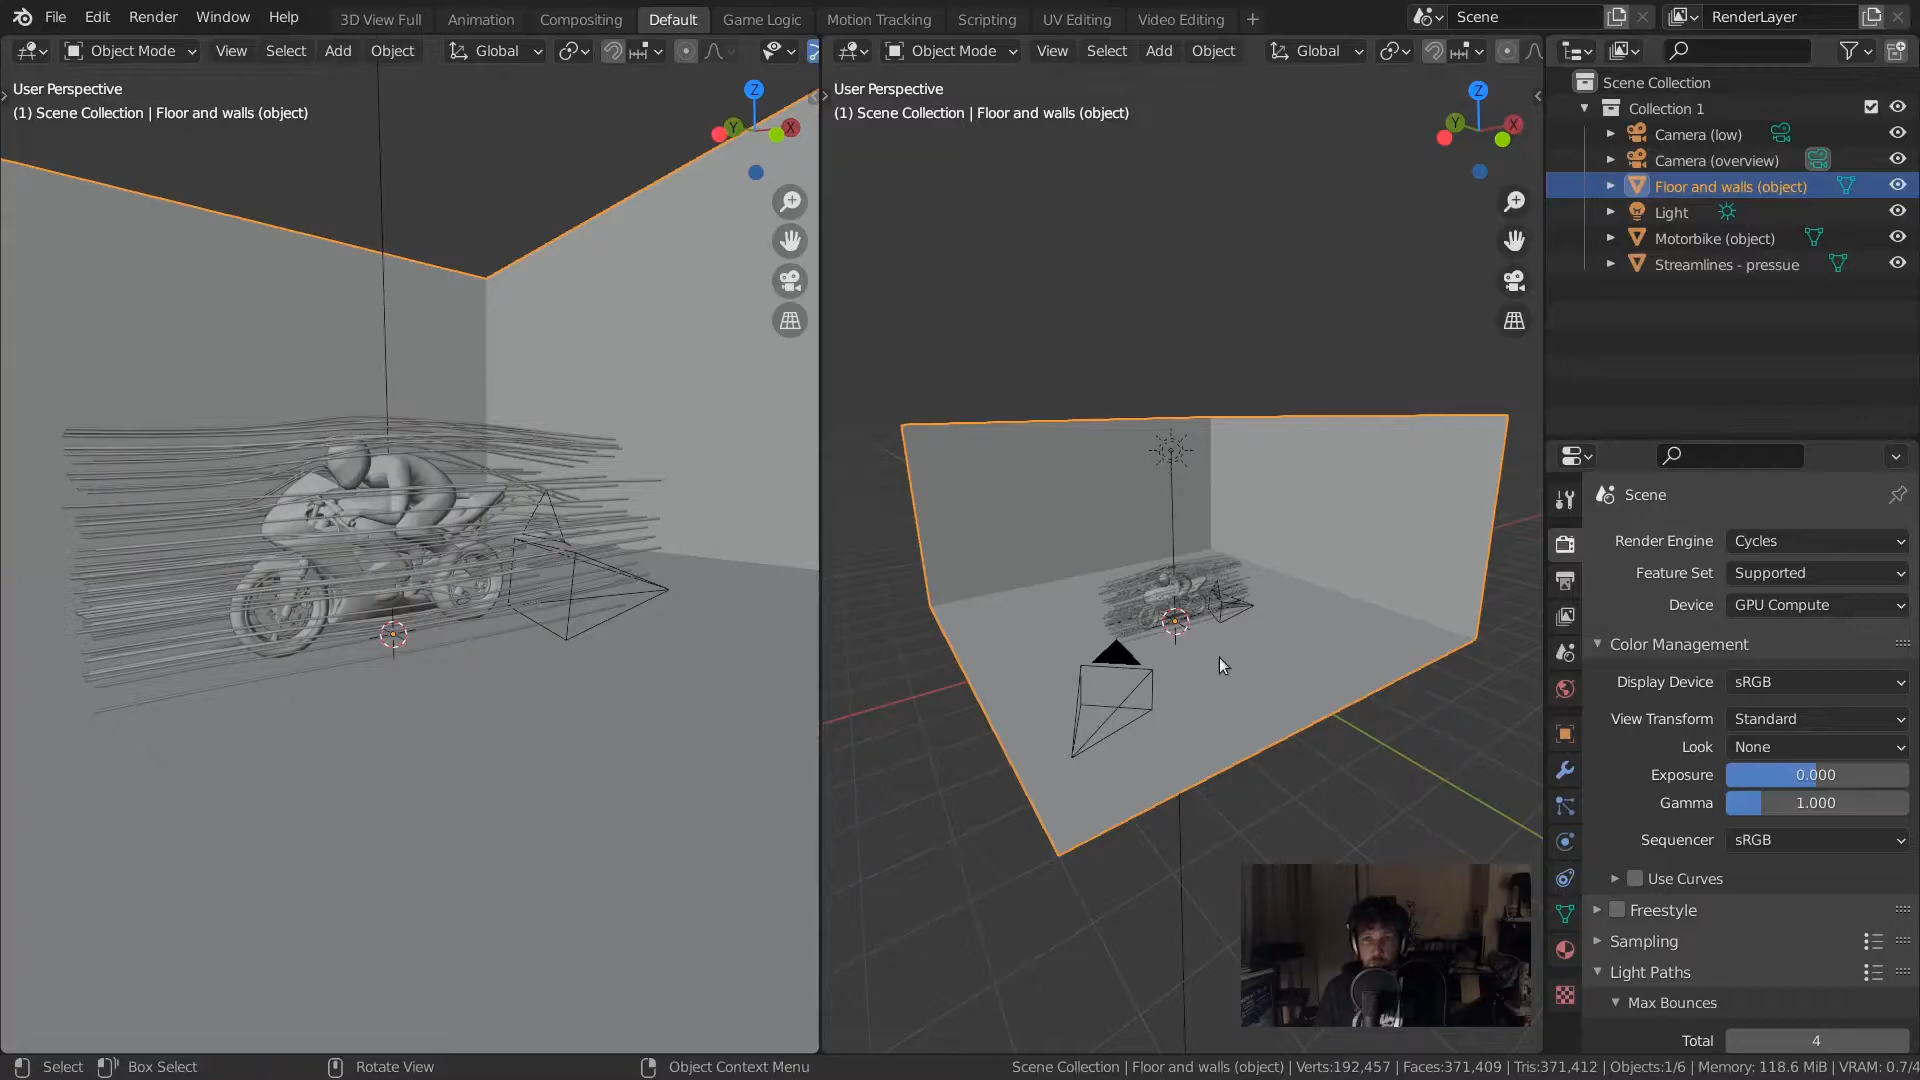 File Edit Render Window Help 3D View Full Animation Compositing Default Game Logic Motion Tracking Scripting UV Editing Video Editing + Scene RenderLayer
Object Mode View Select Add Object Global
Object Mode View Select Add Object Global
User Perspective
(1) Scene Collection | Floor and walls (object)
Z
Y
X
User Perspective
(1) Scene Collection | Floor and walls (object)
Z
Y
X
Scene Collection
Collection 1
Camera (low)
Camera (overview)
Floor and walls (object)
Light
Motorbike (object)
Streamlines - pressue
Scene
Render Engine Cycles
Feature Set Supported
Device GPU Compute
Color Management
Display Device sRGB
View Transform Standard
Look None
Exposure 0.000
Gamma 1.000
Sequencer sRGB
Use Curves
Freestyle
Sampling
Light Paths
Max Bounces
Total 4
Select Box Select Rotate View Object Context Menu Scene Collection | Floor and walls (object) | Verts:192,457 | Faces:371,409 | Tris:371,412 | Objects:1/6 | Memory: 118.6 MiB | VRAM: 0.7/4